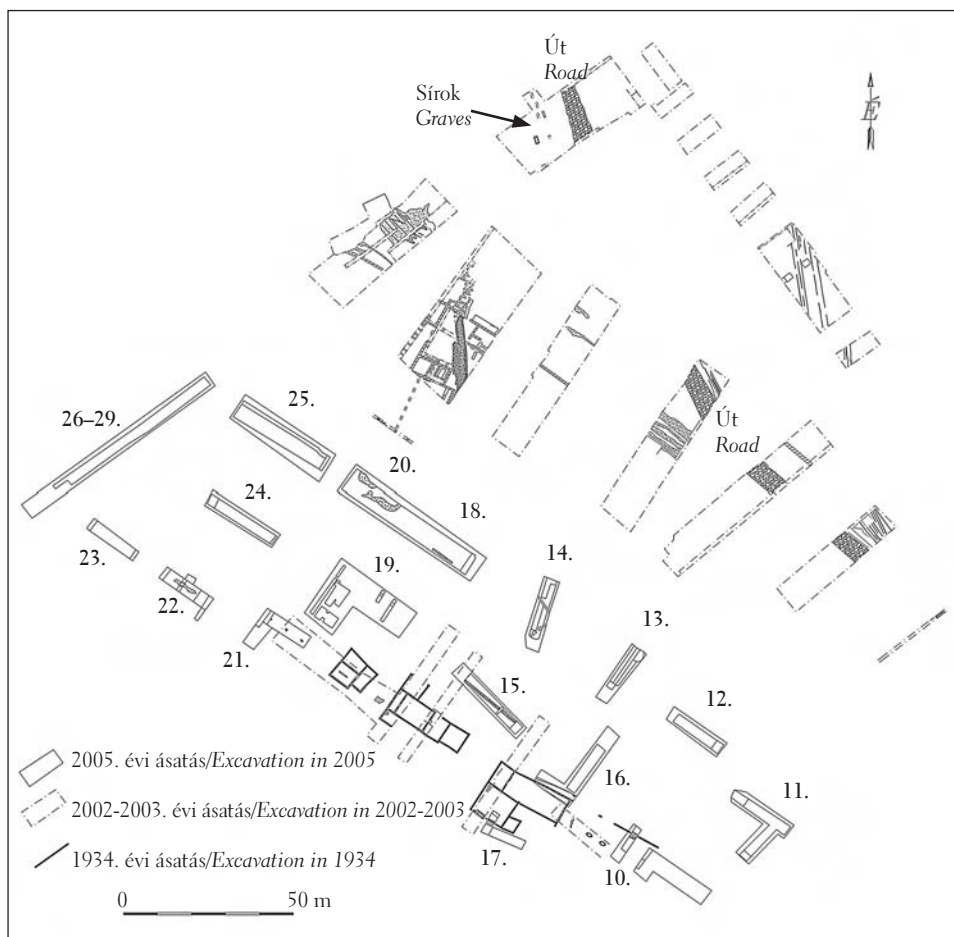 Út
Road
Sírok
Graves
É
25.
26–29.
20.
24.
18.
Út
Road
23.
19.
14.
22.
13.
21.
15.
12.
16.
11.
17.
10.
2005. évi ásatás/Excavation in 2005
2002-2003. évi ásatás/Excavation in 2002-2003
1934. évi ásatás/Excavation in 1934
0 50 m